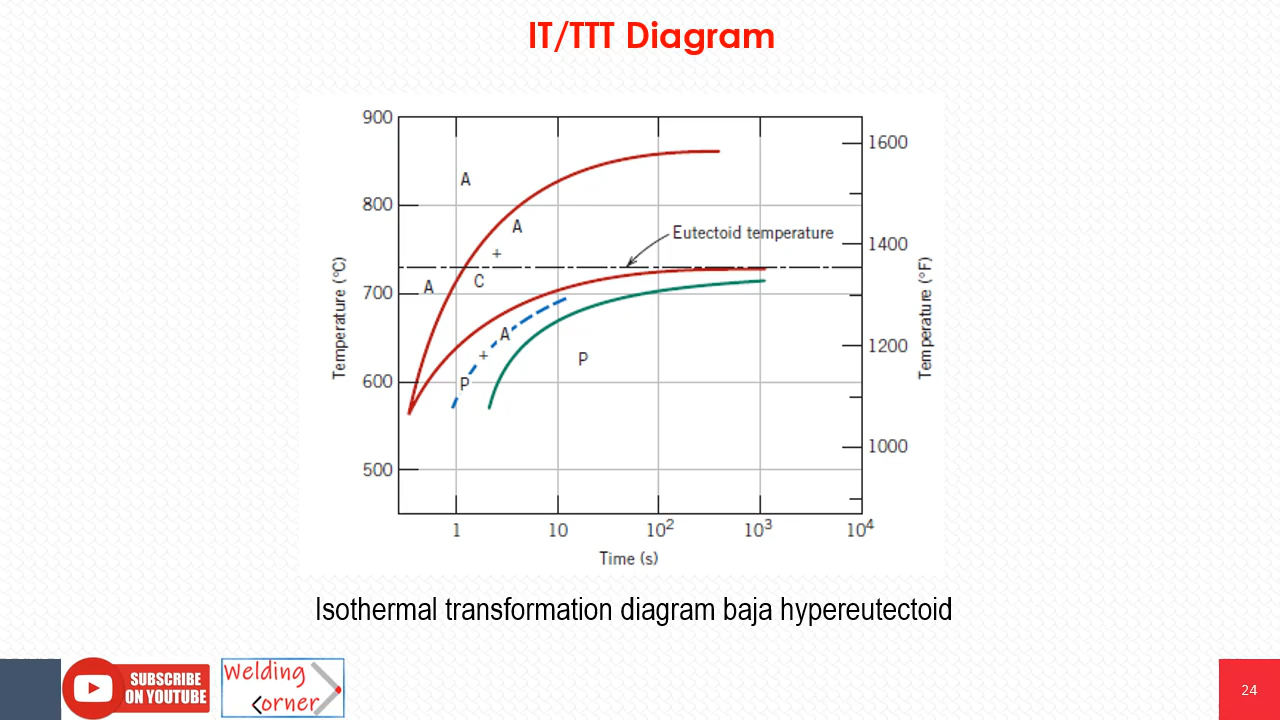 IT/TTT Diagram
900
800
700
600
500
1600
1400
1200
1000
Temperature (°C)
Temperature (°F)
A
A
+
C
A
Eutectoid temperature
A
+
P
P
1
10
10²
10³
10⁴
Time (s)
Isothermal transformation diagram baja hypereutectoid
SUBSCRIBE
ON YOUTUBE
Welding
Corner
24